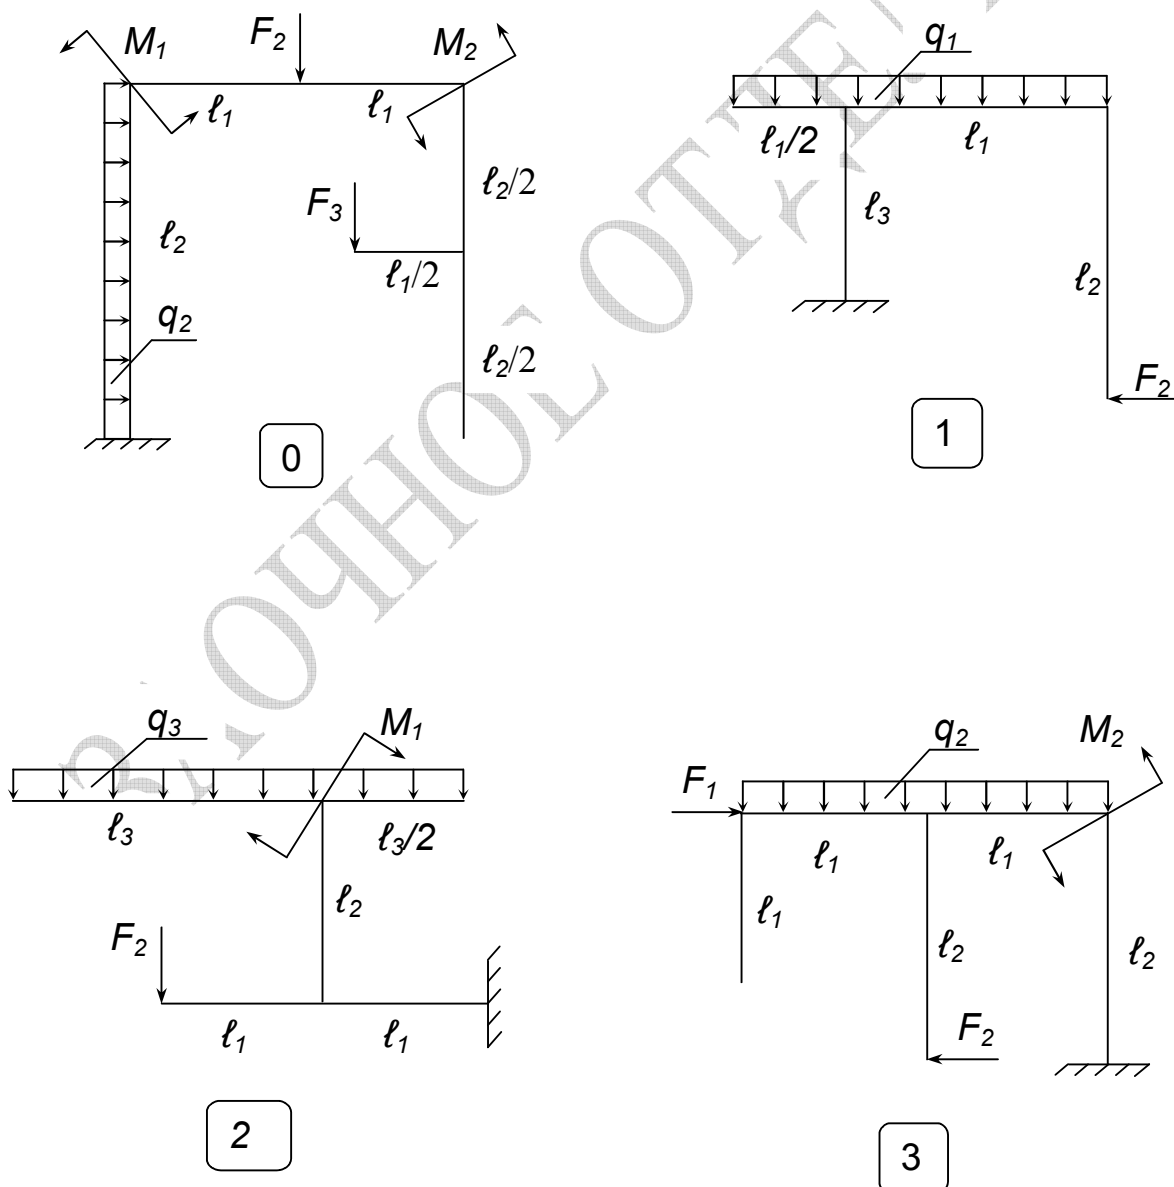 M₁
F₂
M₂
ℓ₁
ℓ₁
ℓ₂/2
F₃
ℓ₂
ℓ₁/2
q₂
ℓ₂/2
0
q₁
ℓ₁/2
ℓ₁
ℓ₃
ℓ₂
F₂
1
q₃
M₁
ℓ₃
ℓ₃/2
ℓ₂
F₂
ℓ₁
ℓ₁
2
q₂
M₂
F₁
ℓ₁
ℓ₁
ℓ₁
ℓ₂
ℓ₂
F₂
3